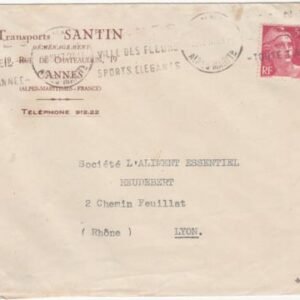 Transports SANTIN
DÉMÉNAGEMENT
12, RUE DE CHATEAUDUN, 19
CANNES
(ALPES-MARITIMES - FRANCE)
TÉLÉPHONE 912-22
VILLE DES FLEURS
SPORTS ÉLÉGANTS
RF
Société L'ALIMENT ESSENTIEL
HEUDEBERT
2 Chemin Feuillat
( Rhône ) LYON.